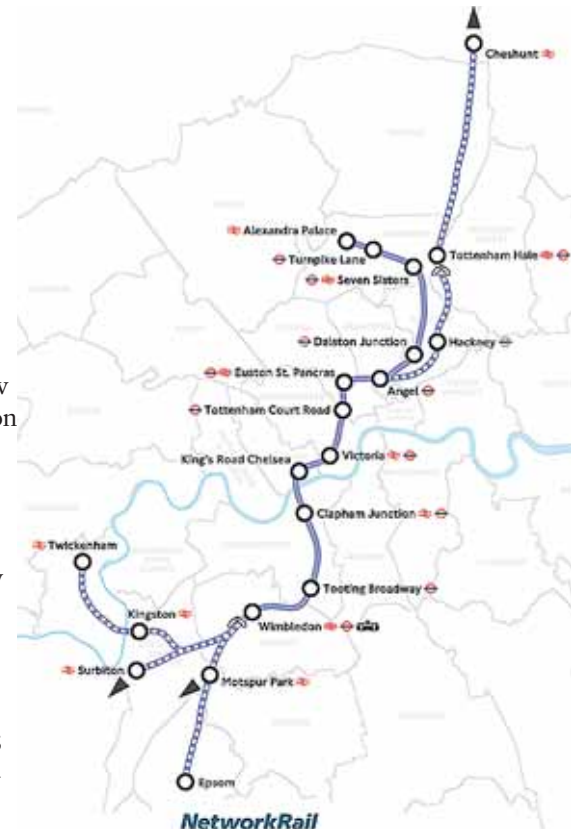 Cheshunt
Alexandra Palace
Turnpike Lane
Tottenham Hale
Seven Sisters
Dalston Junction
Hackney
Euston St. Pancras
Angel
Tottenham Court Road
King's Road Chelsea
Victoria
Clapham Junction
Twickenham
Tooting Broadway
Kingston
Wimbledon
Surbiton
Motspur Park
Epsom
NetworkRail